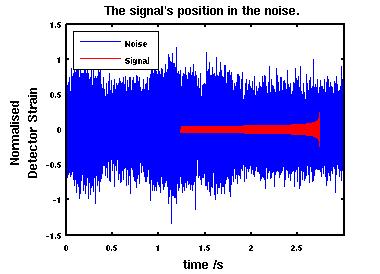 The signal's position in the noise.
Noise
Signal
Normalised
Detector Strain
1.5
1
0.5
0
-0.5
-1
-1.5
0 0.5 1 1.5 2 2.5
time /s